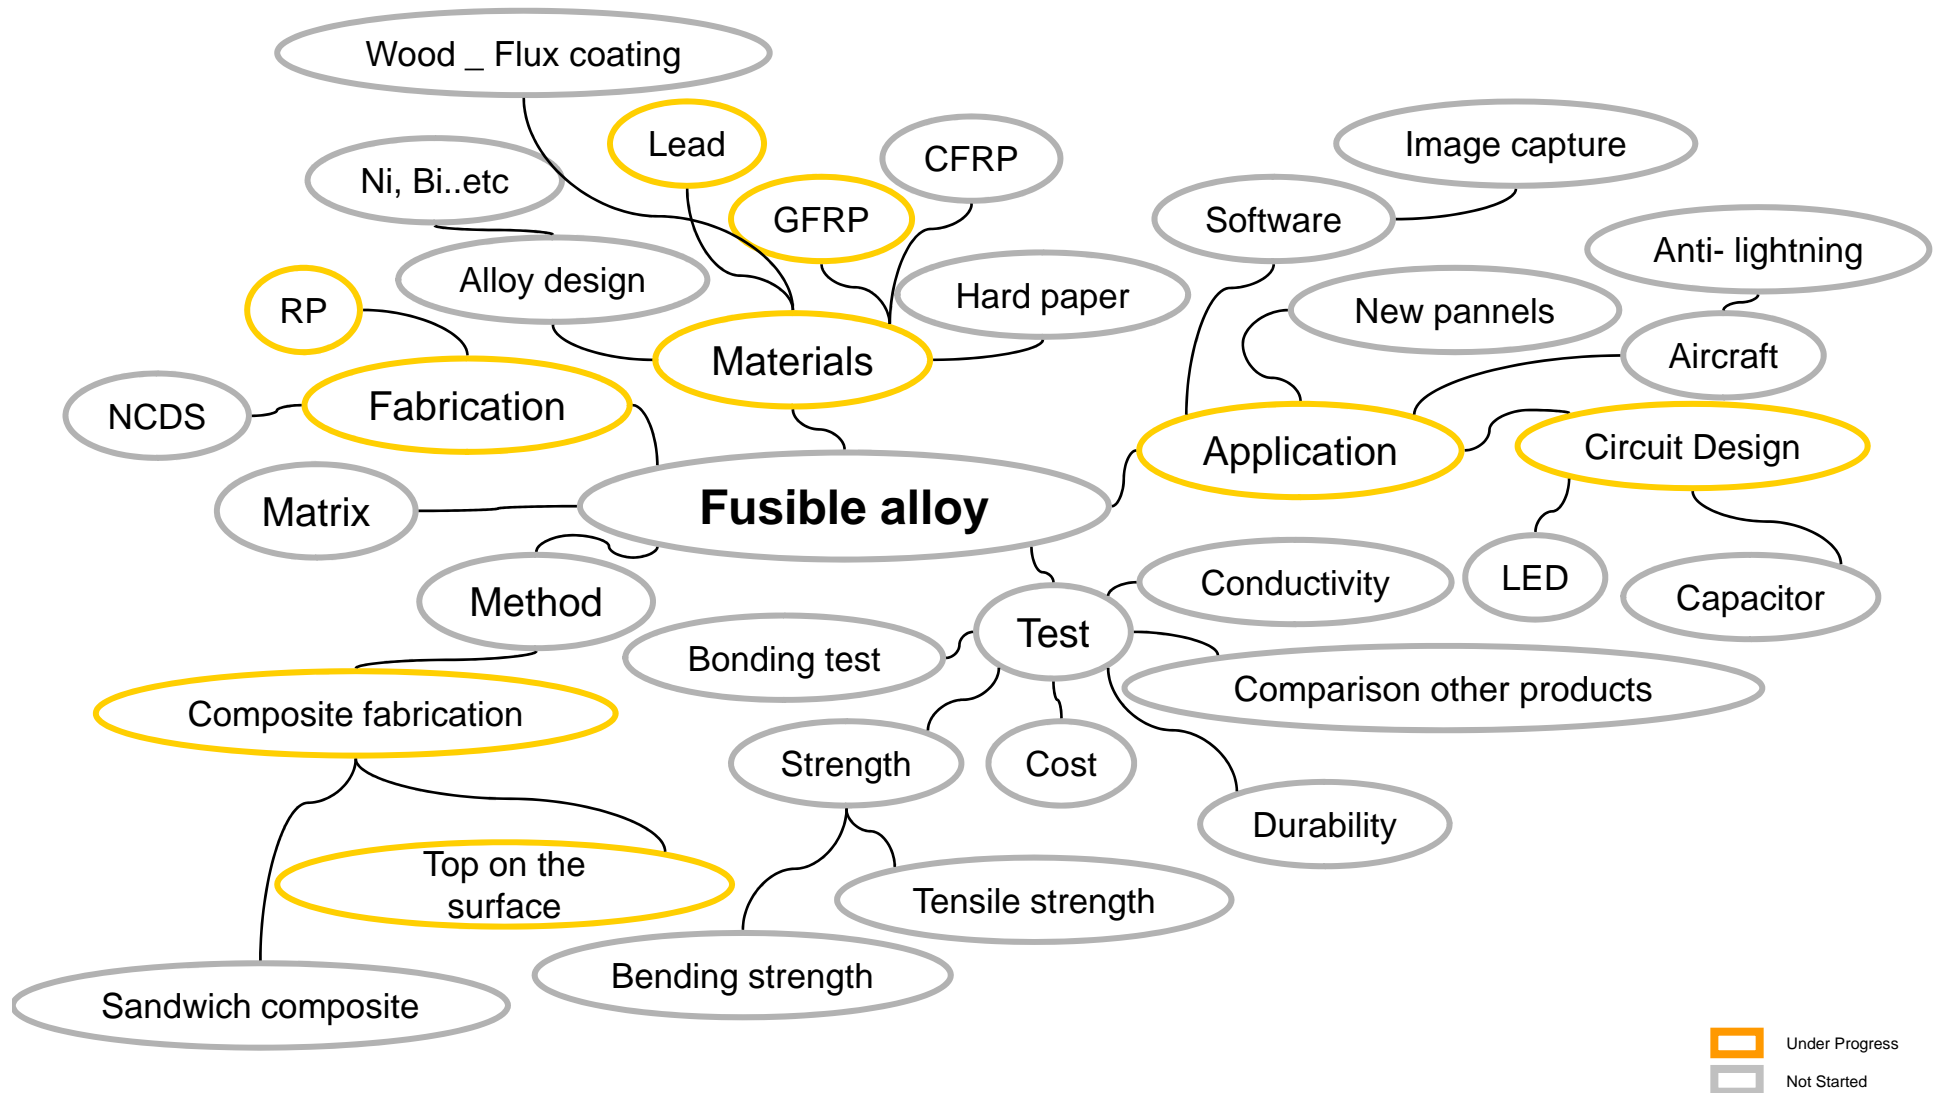 Wood _ Flux coating
Lead
CFRP
Image capture
Ni, Bi..etc
GFRP
Software
Anti- lightning
Alloy design
Hard paper
RP
New pannels
Materials
Aircraft
NCDS
Fabrication
Application
Circuit Design
Matrix
Fusible alloy
Method
Conductivity
LED
Capacitor
Test
Bonding test
Comparison other products
Composite fabrication
Strength
Cost
Durability
Top on the
surface
Tensile strength
Bending strength
Sandwich composite
Under Progress
Not Started